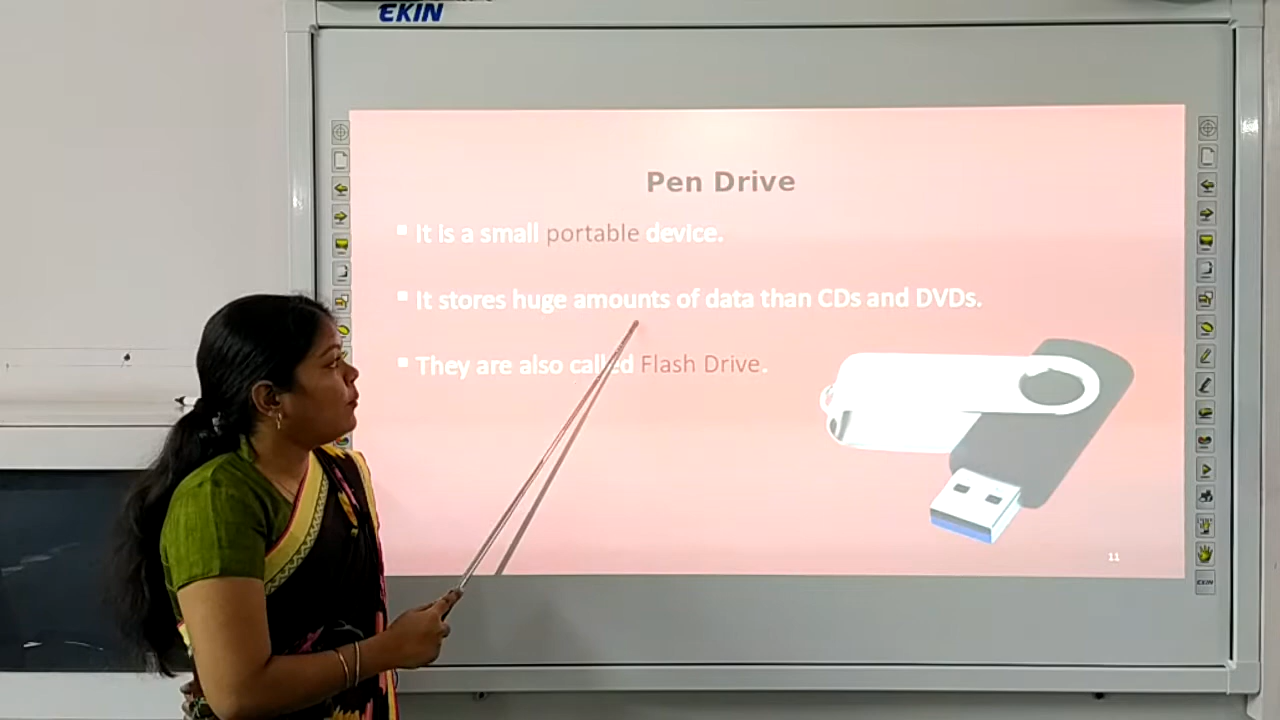 EKIN
Pen Drive
▪ It is a small portable device.
▪ It stores huge amounts of data than CDs and DVDs.
▪ They are also called Flash Drive.
11
EKIN